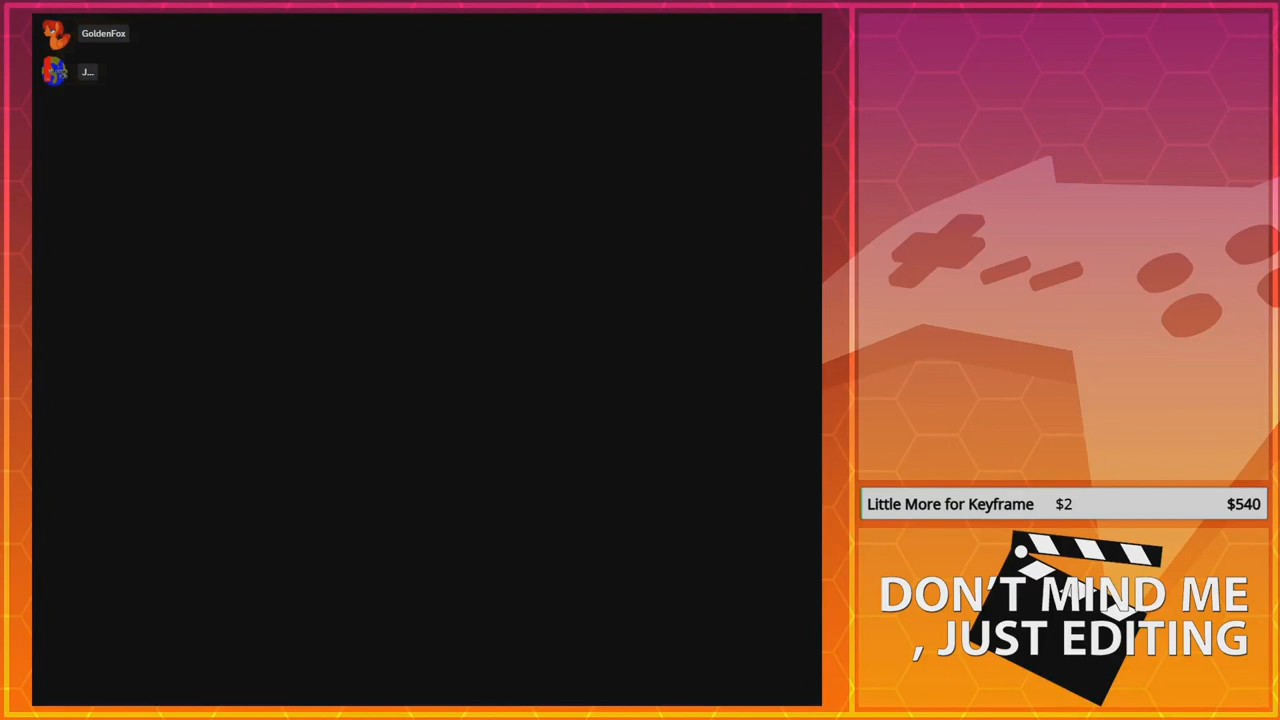 GoldenFox
J...
Little More for Keyframe $2 $540
DON'T MIND ME
, JUST EDITING